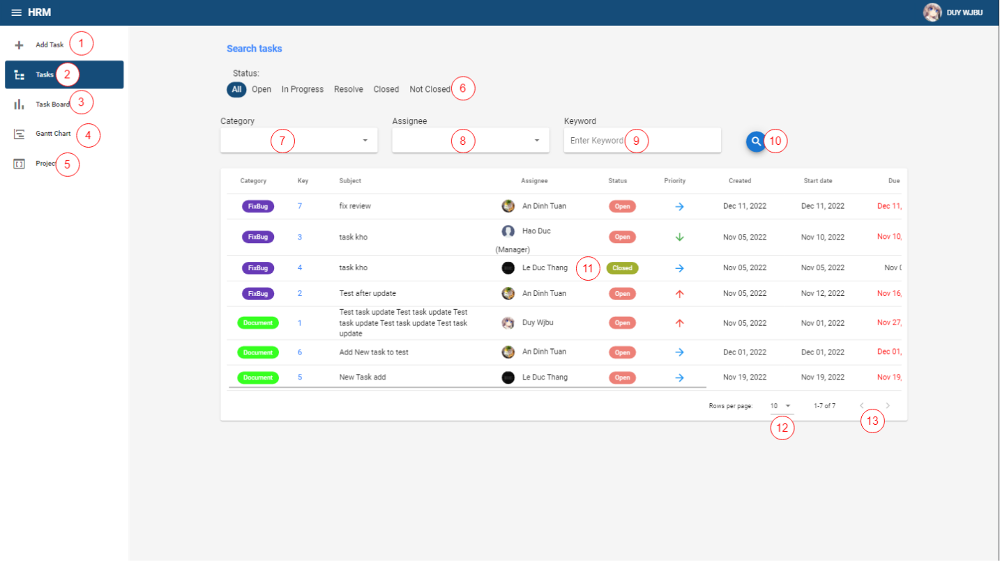 HRM
DUY WJBU
Add Task 1
Tasks 2
Task Board 3
Gantt Chart 4
5
Search tasks
Status:
All Open In Progress Resolve Closed Not Closed 6
Category Assignee Keyword
7 8 Enter Keyword 9 10
Category Key Subject Assignee Status Priority Created Start date Due
FixBug 7 fix review An Dinh Tuan Open Dec 11, 2022 Dec 11, 2022 Dec 11,
FixBug 3 task kho Hao Duc Open Nov 05, 2022 Nov 10, 2022 Nov 10,
(Manager)
FixBug 4 task kho Le Duc Thang 11 Closed Nov 05, 2022 Nov 05, 2022 Nov
FixBug 2 Test after update An Dinh Tuan Open Nov 05, 2022 Nov 12, 2022 Nov 16,
Test task update Test task update Test
Document 1 task update Test task update Test task Duy Wjbu Open Nov 05, 2022 Nov 01, 2022 Nov 27,
update
Document 6 Add New task to test An Dinh Tuan Open Dec 01, 2022 Dec 01, 2022 Dec 01,
Document 5 New Task add Le Duc Thang Open Nov 19, 2022 Nov 19, 2022 Nov 19,
Rows per page: 10 1-7 of 7
12 13